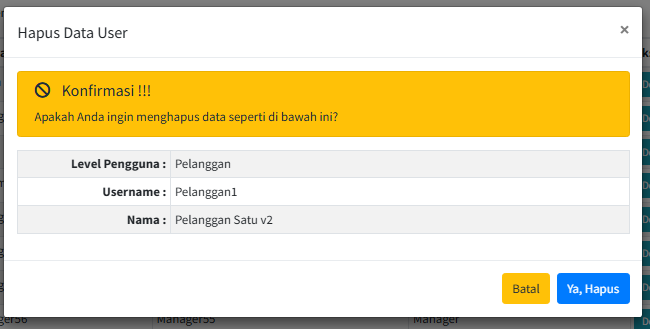 Hapus Data User ×
Konfirmasi !!!
Apakah Anda ingin menghapus data seperti di bawah ini?
Level Pengguna : Pelanggan
Username : Pelanggan1
Nama : Pelanggan Satu v2
Batal Ya, Hapus
Manager55 Manager